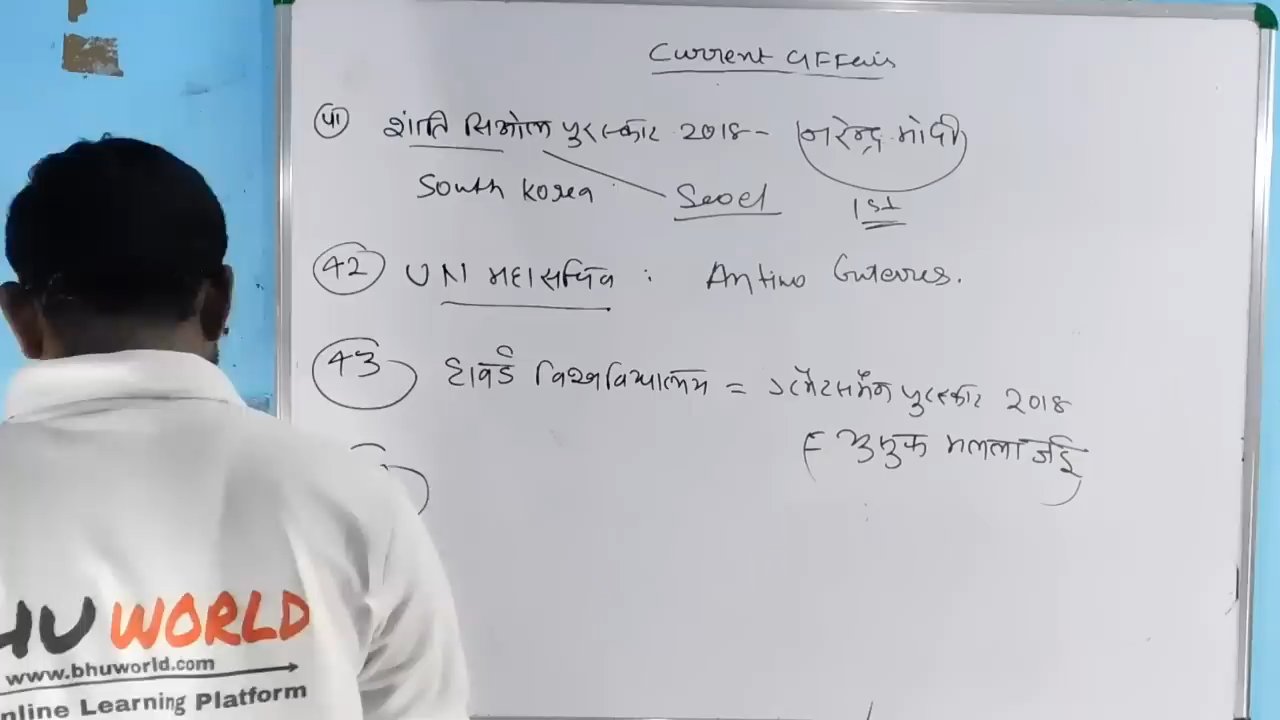 Current Affairs
41 शांति सिओल पुरस्कार 2018- नरेन्द्र मोदी
South Korea Seoel 1st
42 UN महासचिव : Antino Guterres.
43 हार्वर्ड विश्वविद्यालय = पुरस्कार 2018
मलाला
HU WORLD
www.bhuworld.com
nline Learning Platform